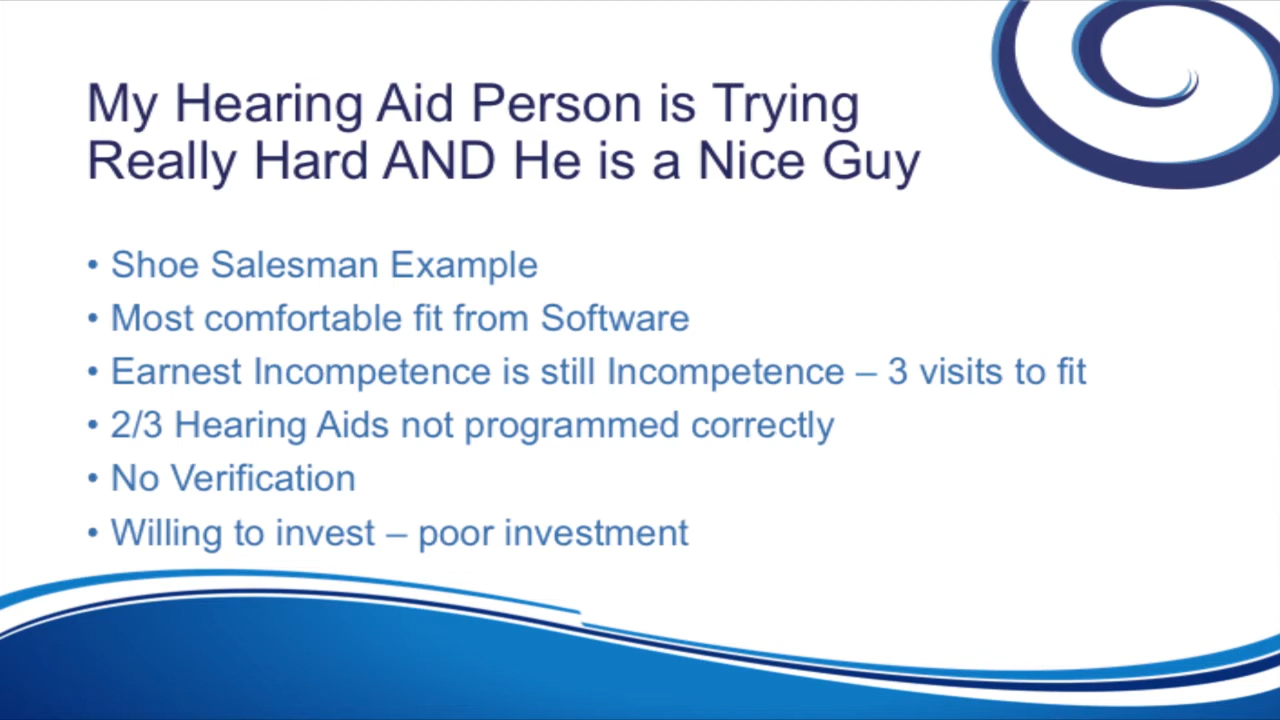 My Hearing Aid Person is Trying
Really Hard AND He is a Nice Guy
• Shoe Salesman Example
• Most comfortable fit from Software
• Earnest Incompetence is still Incompetence – 3 visits to fit
• 2/3 Hearing Aids not programmed correctly
• No Verification
• Willing to invest – poor investment